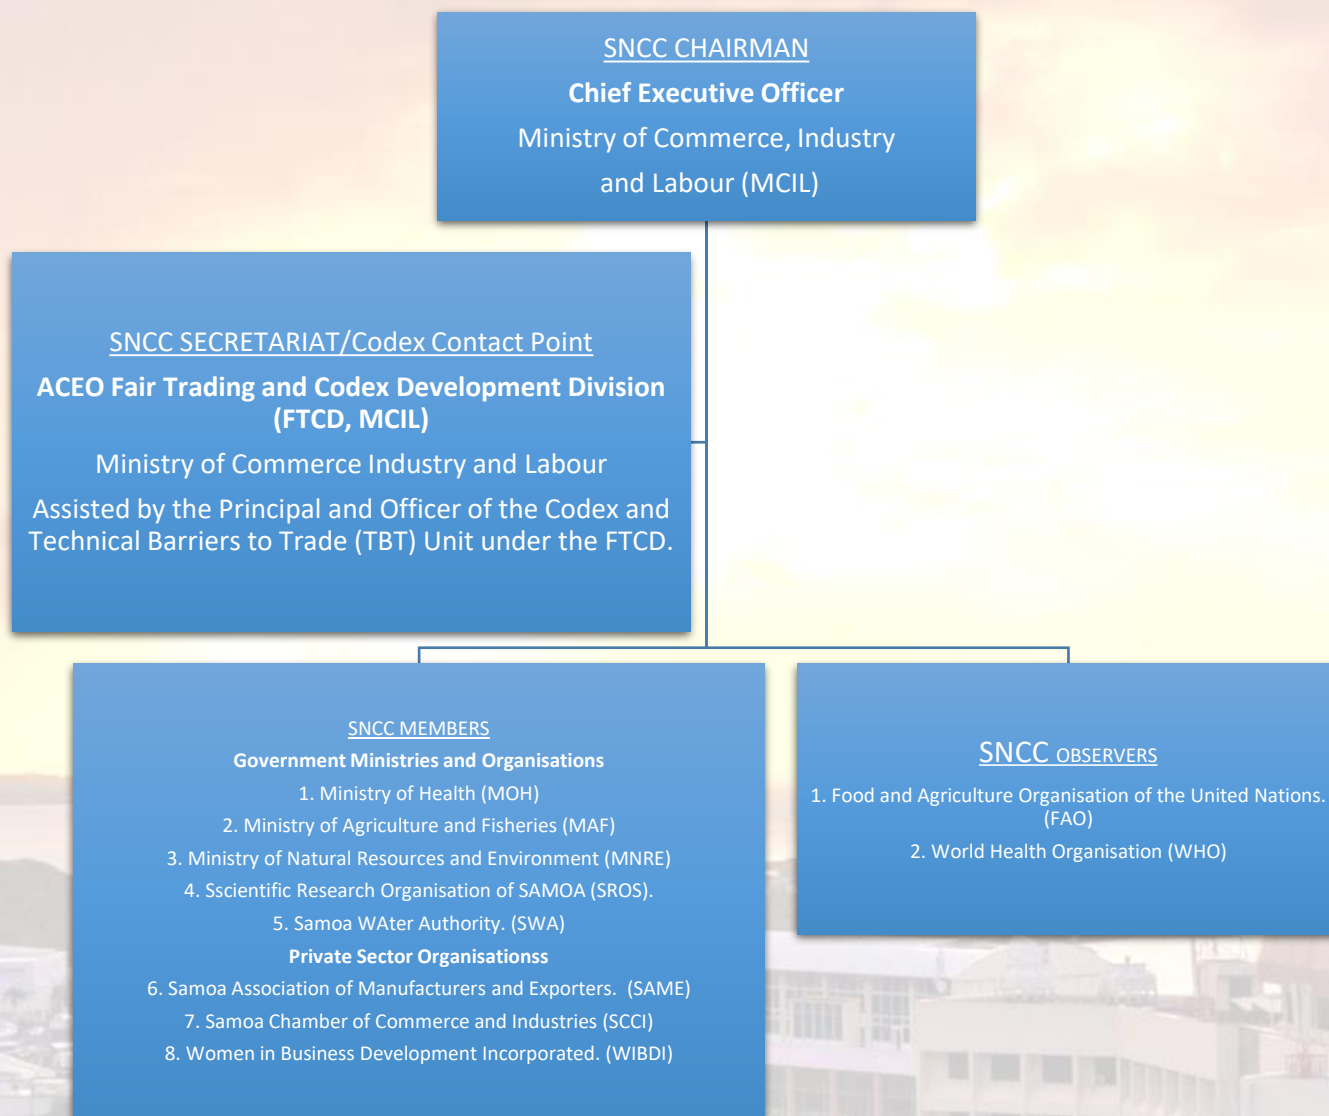 SNCC CHAIRMAN
Chief Executive Officer
Ministry of Commerce, Industry
and Labour (MCIL)
SNCC SECRETARIAT/Codex Contact Point
ACEO Fair Trading and Codex Development Division
(FTCD, MCIL)
Ministry of Commerce Industry and Labour
Assisted by the Principal and Officer of the Codex and
Technical Barriers to Trade (TBT) Unit under the FTCD.
SNCC MEMBERS
Government Ministries and Organisations
1. Ministry of Health (MOH)
2. Ministry of Agriculture and Fisheries (MAF)
3. Ministry of Natural Resources and Environment (MNRE)
4. Sscientific Research Organisation of SAMOA (SROS).
5. Samoa WAter Authority. (SWA)
Private Sector Organisationss
6. Samoa Association of Manufacturers and Exporters.  (SAME)
7. Samoa Chamber of Commerce and Industries (SCCI)
8. Women in Business Development Incorporated. (WIBDI)
SNCC OBSERVERS
1. Food and Agriculture Organisation of the United Nations.
(FAO)
2. World Health Organisation (WHO)